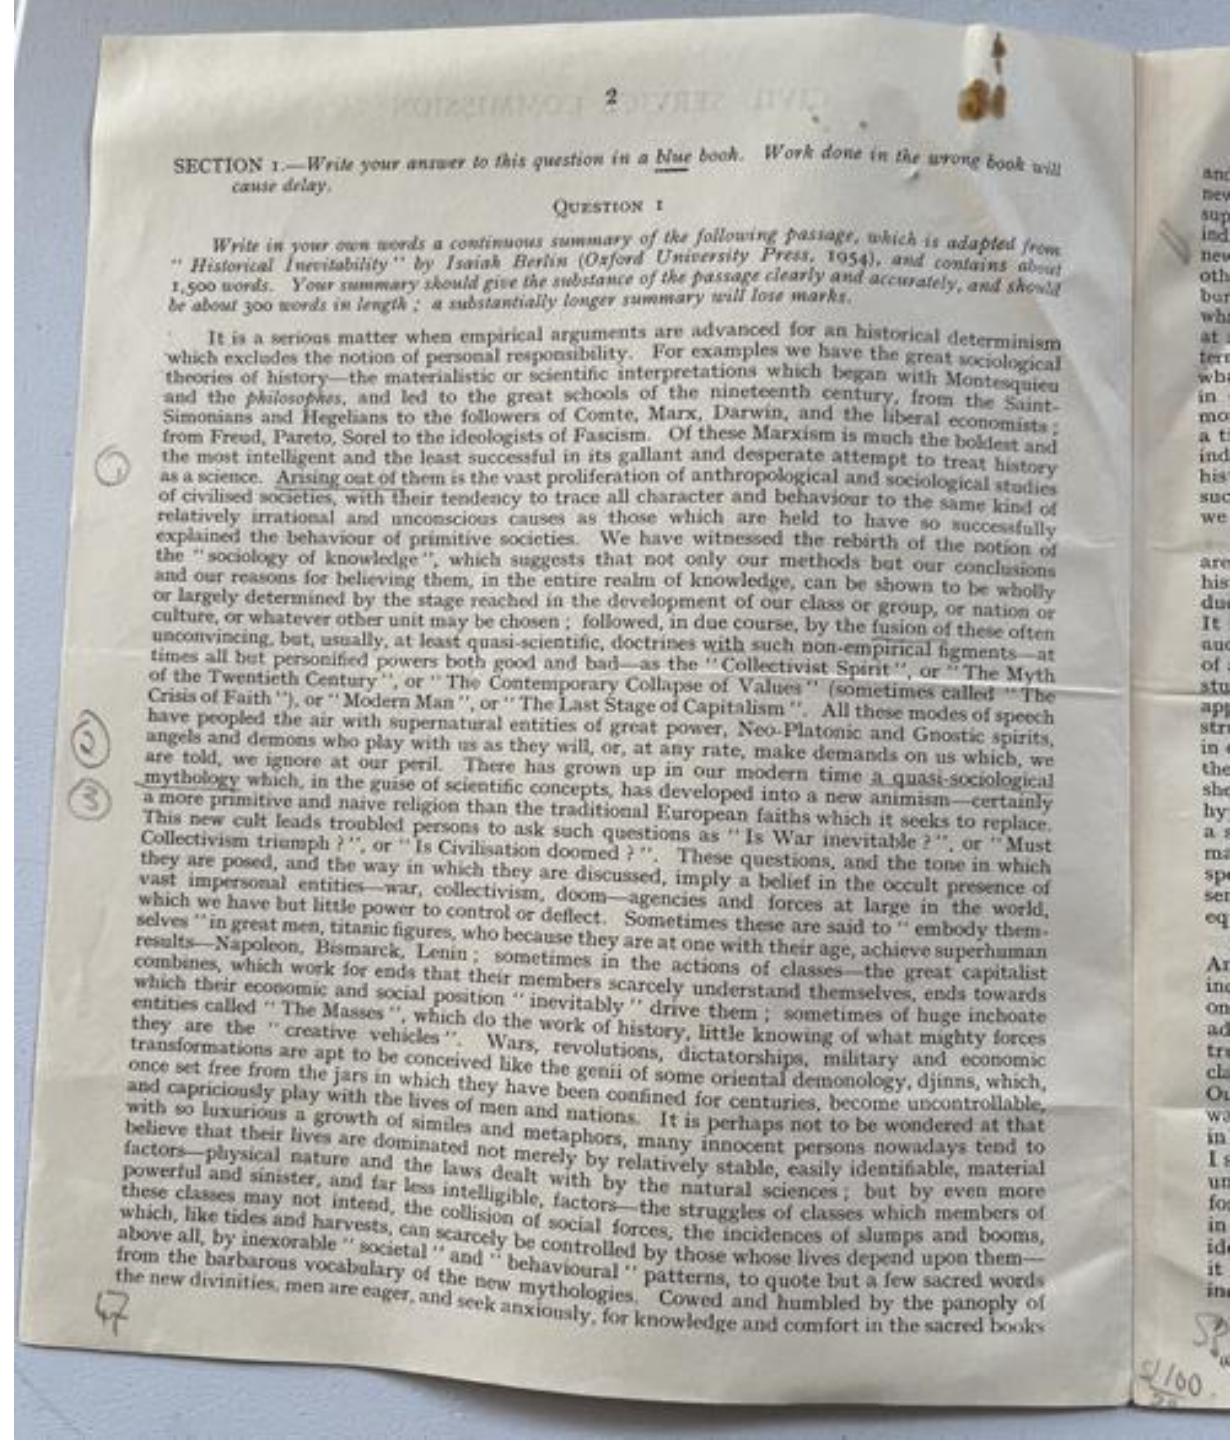 2
SECTION 1.—Write your answer to this question in a blue book. Work done in the wrong book will
cause delay.
QUESTION 1
Write in your own words a continuous summary of the following passage, which is adapted from
" Historical Inevitability " by Isaiah Berlin (Oxford University Press, 1954), and contains about
1,500 words. Your summary should give the substance of the passage clearly and accurately, and should
be about 300 words in length ; a substantially longer summary will lose marks.
It is a serious matter when empirical arguments are advanced for an historical determinism
which excludes the notion of personal responsibility. For examples we have the great sociological
theories of history—the materialistic or scientific interpretations which began with Montesquieu
and the philosophes, and led to the great schools of the nineteenth century, from the Saint-
Simonians and Hegelians to the followers of Comte, Marx, Darwin, and the liberal economists ;
from Freud, Pareto, Sorel to the ideologists of Fascism. Of these Marxism is much the boldest and
the most intelligent and the least successful in its gallant and desperate attempt to treat history
as a science. Arising out of them is the vast proliferation of anthropological and sociological studies
of civilised societies, with their tendency to trace all character and behaviour to the same kind of
relatively irrational and unconscious causes as those which are held to have so successfully
explained the behaviour of primitive societies. We have witnessed the rebirth of the notion of
the " sociology of knowledge ", which suggests that not only our methods but our conclusions
and our reasons for believing them, in the entire realm of knowledge, can be shown to be wholly
or largely determined by the stage reached in the development of our class or group, or nation or
culture, or whatever other unit may be chosen ; followed, in due course, by the fusion of these often
unconvincing, but, usually, at least quasi-scientific, doctrines with such non-empirical figments—at
times all but personified powers both good and bad—as the " Collectivist Spirit ", or " The Myth
of the Twentieth Century ", or " The Contemporary Collapse of Values " (sometimes called " The
Crisis of Faith "), or " Modern Man ", or " The Last Stage of Capitalism ". All these modes of speech
have peopled the air with supernatural entities of great power, Neo-Platonic and Gnostic spirits,
angels and demons who play with us as they will, or, at any rate, make demands on us which, we
are told, we ignore at our peril. There has grown up in our modern time a quasi-sociological
mythology which, in the guise of scientific concepts, has developed into a new animism—certainly
a more primitive and naive religion than the traditional European faiths which it seeks to replace.
This new cult leads troubled persons to ask such questions as " Is War inevitable ? ", or " Must
Collectivism triumph ? ", or " Is Civilisation doomed ? ". These questions, and the tone in which
they are posed, and the way in which they are discussed, imply a belief in the occult presence of
vast impersonal entities—war, collectivism, doom—agencies and forces at large in the world,
which we have but little power to control or deflect. Sometimes these are said to " embody them-
selves " in great men, titanic figures, who because they are at one with their age, achieve superhuman
results—Napoleon, Bismarck, Lenin ; sometimes in the actions of classes—the great capitalist
combines, which work for ends that their members scarcely understand themselves, ends towards
which their economic and social position " inevitably " drive them ; sometimes of huge inchoate
entities called " The Masses ", which do the work of history, little knowing of what mighty forces
they are the " creative vehicles ". Wars, revolutions, dictatorships, military and economic
transformations are apt to be conceived like the genii of some oriental demonology, djinns, which,
once set free from the jars in which they have been confined for centuries, become uncontrollable,
and capriciously play with the lives of men and nations. It is perhaps not to be wondered at that
with so luxurious a growth of similes and metaphors, many innocent persons nowadays tend to
believe that their lives are dominated not merely by relatively stable, easily identifiable, material
factors—physical nature and the laws dealt with by the natural sciences ; but by even more
powerful and sinister, and far less intelligible, factors—the struggles of classes which members of
these classes may not intend, the collision of social forces, the incidences of slumps and booms,
which, like tides and harvests, can scarcely be controlled by those whose lives depend upon them—
above all, by inexorable " societal " and " behavioural " patterns, to quote but a few sacred words
from the barbarous vocabulary of the new mythologies. Cowed and humbled by the panoply of
the new divinities, men are eager, and seek anxiously, for knowledge and comfort in the sacred books
1
2
3
47